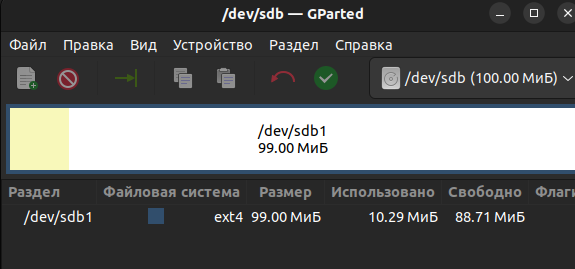 /dev/sdb — GParted
Файл Правка Вид Устройство Раздел Справка
/dev/sdb (100.00 МиБ)
/dev/sdb1
99.00 МиБ
Раздел Файловая система Размер Использовано Свободно Флаги
/dev/sdb1 ext4 99.00 МиБ 10.29 МиБ 88.71 МиБ